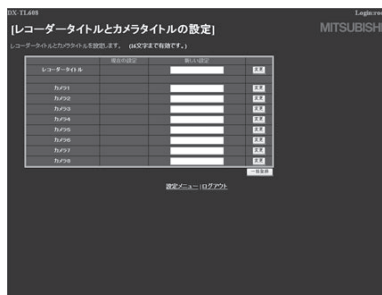 DX-TL608
Login:roo
[レコーダータイトルとカメラタイトルの設定]
MITSUBISHI
レコーダータイトルとカメラタイトルを設定します。 (14文字まで有効です。)
現在の設定 新しい設定
レコーダータイトル 変更
カメラ1 変更
カメラ2 変更
カメラ3 変更
カメラ4 変更
カメラ5 変更
カメラ6 変更
カメラ7 変更
カメラ8 変更
一括登録
設定メニュー | ログアウト